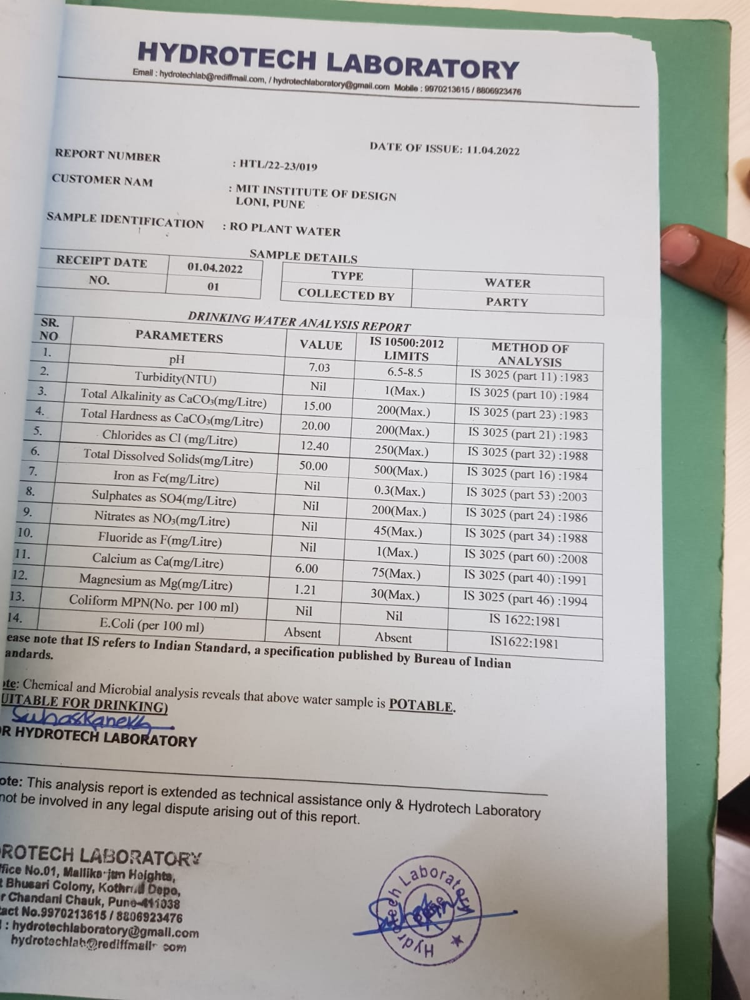 HYDROTECH LABORATORY
Email : hydrotechlab@rediffmail.com, / hydrotechlaboratory@gmail.com Mobile : 9970213615 / 8806923476
DATE OF ISSUE: 11.04.2022
REPORT NUMBER : HTL/22-23/019
CUSTOMER NAM : MIT INSTITUTE OF DESIGN
LONI, PUNE
SAMPLE IDENTIFICATION : RO PLANT WATER
SAMPLE DETAILS
RECEIPT DATE 01.04.2022 TYPE WATER
NO. 01 COLLECTED BY PARTY
DRINKING WATER ANALYSIS REPORT
SR. NO PARAMETERS VALUE IS 10500:2012 LIMITS METHOD OF ANALYSIS
1. pH 7.03 6.5-8.5 IS 3025 (part 11) :1983
2. Turbidity(NTU) Nil 1(Max.) IS 3025 (part 10) :1984
3. Total Alkalinity as CaCO3(mg/Litre) 15.00 200(Max.) IS 3025 (part 23) :1983
4. Total Hardness as CaCO3(mg/Litre) 20.00 200(Max.) IS 3025 (part 21) :1983
5. Chlorides as Cl (mg/Litre) 12.40 250(Max.) IS 3025 (part 32) :1988
6. Total Dissolved Solids(mg/Litre) 50.00 500(Max.) IS 3025 (part 16) :1984
7. Iron as Fe(mg/Litre) Nil 0.3(Max.) IS 3025 (part 53) :2003
8. Sulphates as SO4(mg/Litre) Nil 200(Max.) IS 3025 (part 24) :1986
9. Nitrates as NO3(mg/Litre) Nil 45(Max.) IS 3025 (part 34) :1988
10. Fluoride as F(mg/Litre) Nil 1(Max.) IS 3025 (part 60) :2008
11. Calcium as Ca(mg/Litre) 6.00 75(Max.) IS 3025 (part 40) :1991
12. Magnesium as Mg(mg/Litre) 1.21 30(Max.) IS 3025 (part 46) :1994
13. Coliform MPN(No. per 100 ml) Nil Nil IS 1622:1981
14. E.Coli (per 100 ml) Absent Absent IS1622:1981
ease note that IS refers to Indian Standard, a specification published by Bureau of Indian
andards.
ote: Chemical and Microbial analysis reveals that above water sample is POTABLE.
UITABLE FOR DRINKING)
OR HYDROTECH LABORATORY
ote: This analysis report is extended as technical assistance only & Hydrotech Laboratory
not be involved in any legal dispute arising out of this report.
DROTECH LABORATORY
ffice No.01, Mallikarjun Heights,
t Bhusari Colony, Kothrud Depo,
r Chandani Chauk, Pune-411038
tact No.9970213615 / 8806923476
l : hydrotechlaboratory@gmail.com
hydrotechlab@rediffmail.com
Hydrotech Laboratory